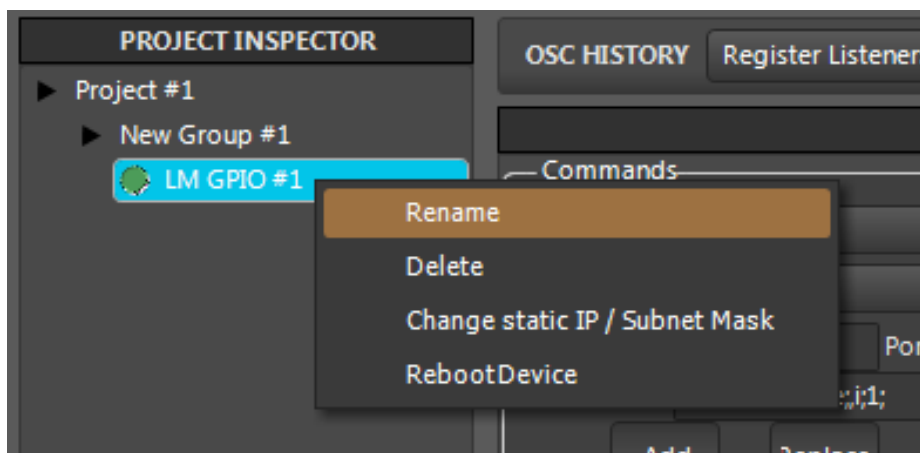 PROJECT INSPECTOR
Project #1
New Group #1
LM GPIO #1
OSC HISTORY
Register Listener
Commands
Rename
Delete
Change static IP / Subnet Mask
RebootDevice
;,i;1;